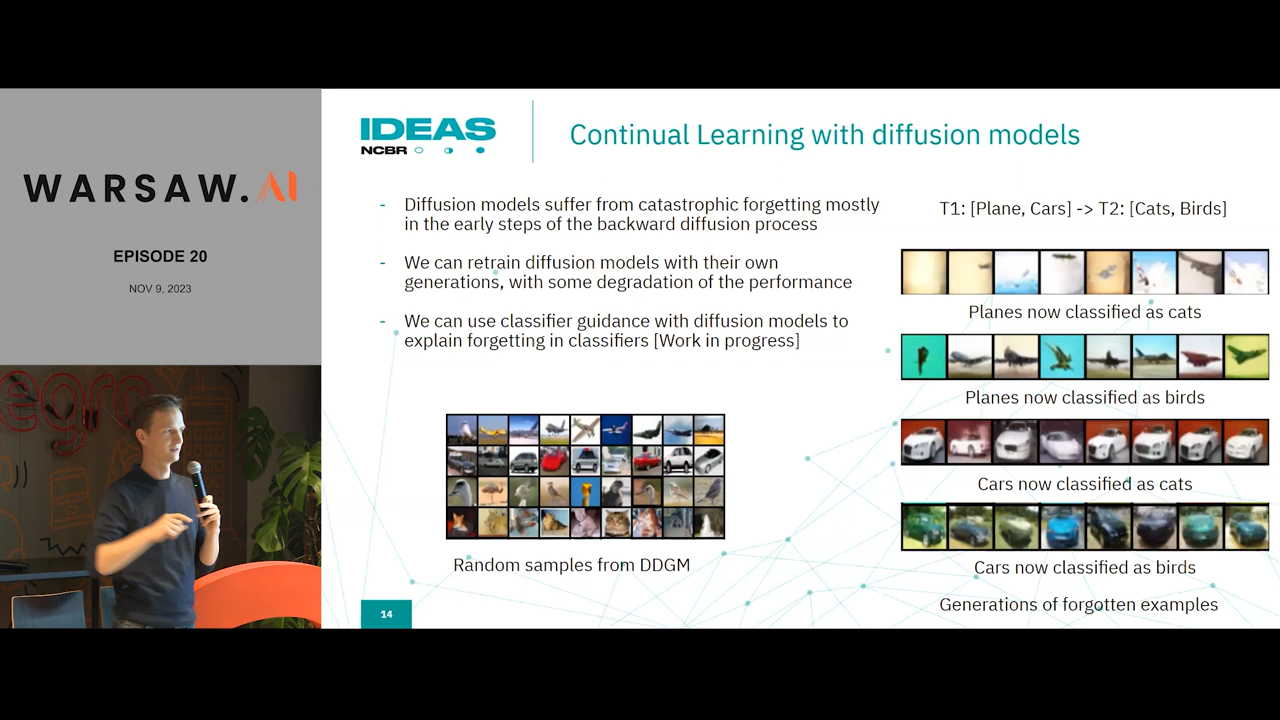 WARSAW.AI
EPISODE 20
NOV 9, 2023
egro
IDEAS
NCBR
Continual Learning with diffusion models
- Diffusion models suffer from catastrophic forgetting mostly
in the early steps of the backward diffusion process
- We can retrain diffusion models with their own
generations, with some degradation of the performance
- We can use classifier guidance with diffusion models to
explain forgetting in classifiers [Work in progress]
Random samples from DDGM
14
T1: [Plane, Cars] -> T2: [Cats, Birds]
Planes now classified as cats
Planes now classified as birds
Cars now classified as cats
Cars now classified as birds
Generations of forgotten examples